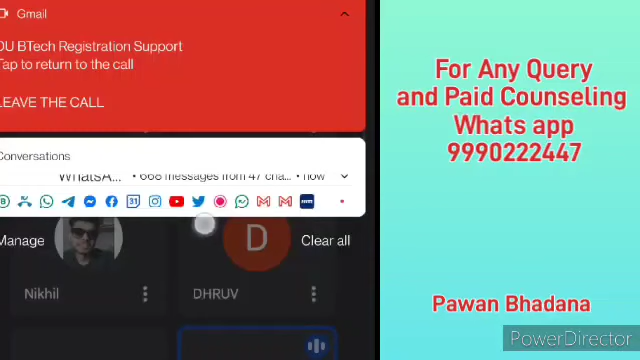 Gmail
DU BTech Registration Support
Tap to return to the call
LEAVE THE CALL
Conversations
WhatsA... • 668 messages from 47 cha... • now
31
Manage
Clear all
D
Nikhil
DHRUV
For Any Query
and Paid Counseling
Whats app
9990222447
Pawan Bhadana
PowerDirector